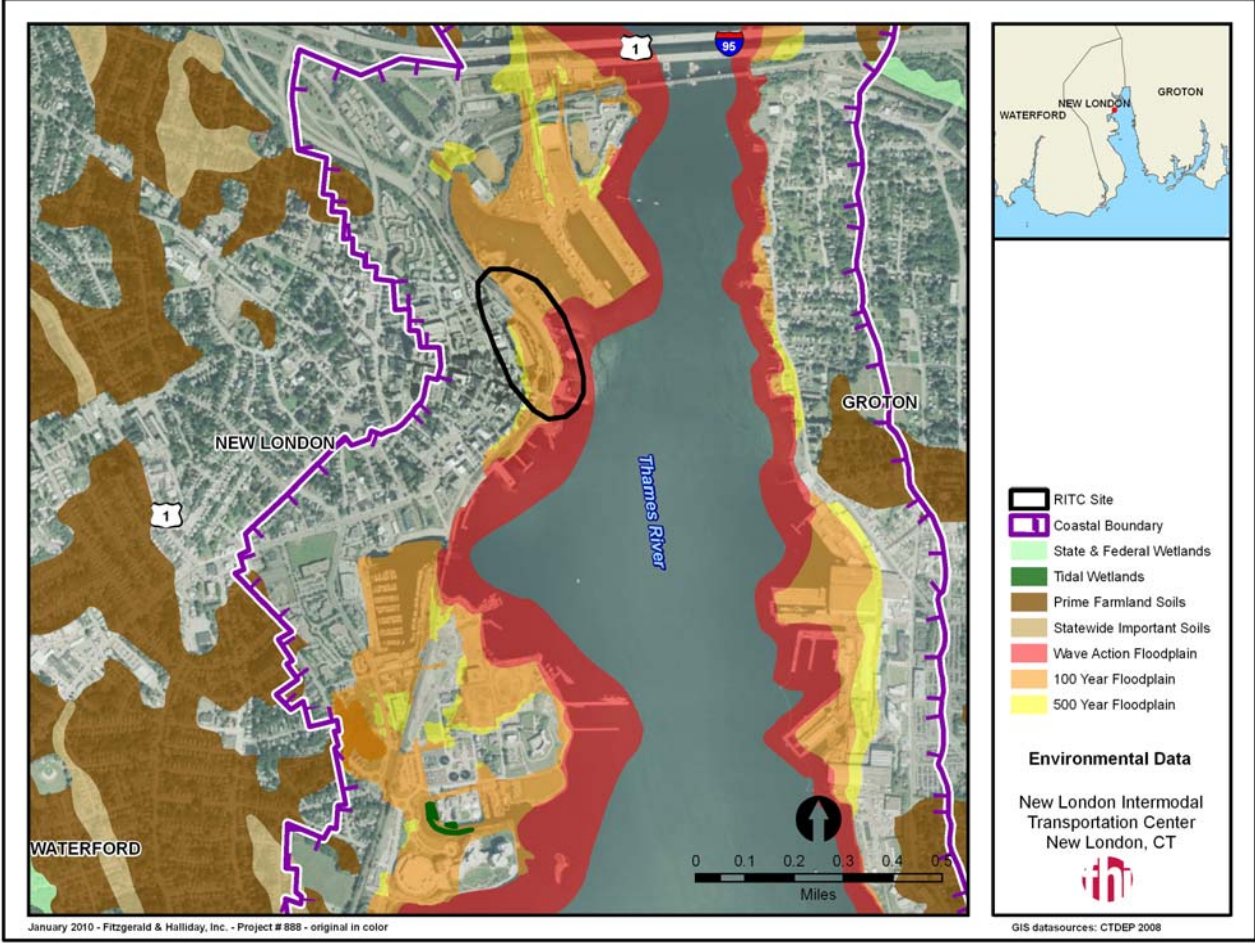 1
95
NEW LONDON
GROTON
Thames River
1
WATERFORD
0 0.1 0.2 0.3 0.4 0.5
Miles
WATERFORD
NEW LONDON
GROTON
RITC Site
Coastal Boundary
State & Federal Wetlands
Tidal Wetlands
Prime Farmland Soils
Statewide Important Soils
Wave Action Floodplain
100 Year Floodplain
500 Year Floodplain
Environmental Data
New London Intermodal
Transportation Center
New London, CT
fhi
January 2010 - Fitzgerald & Halliday, Inc. - Project # 888 - original in color
GIS datasources: CTDEP 2008